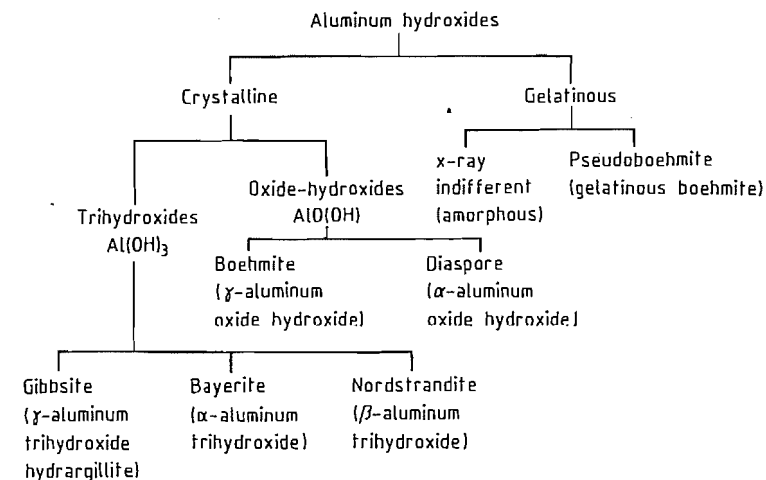 Aluminum hydroxides
Crystalline
Gelatinous
x-ray
indifferent
(amorphous)
Pseudoboehmite
(gelatinous boehmite)
Oxide-hydroxides
AlO(OH)
Trihydroxides
Al(OH)₃
Boehmite
(γ-aluminum
oxide hydroxide)
Diaspore
(α-aluminum
oxide hydroxide)
Gibbsite
(γ-aluminum
trihydroxide
hydrargillite)
Bayerite
(α-aluminum
trihydroxide)
Nordstrandite
(β-aluminum
trihydroxide)